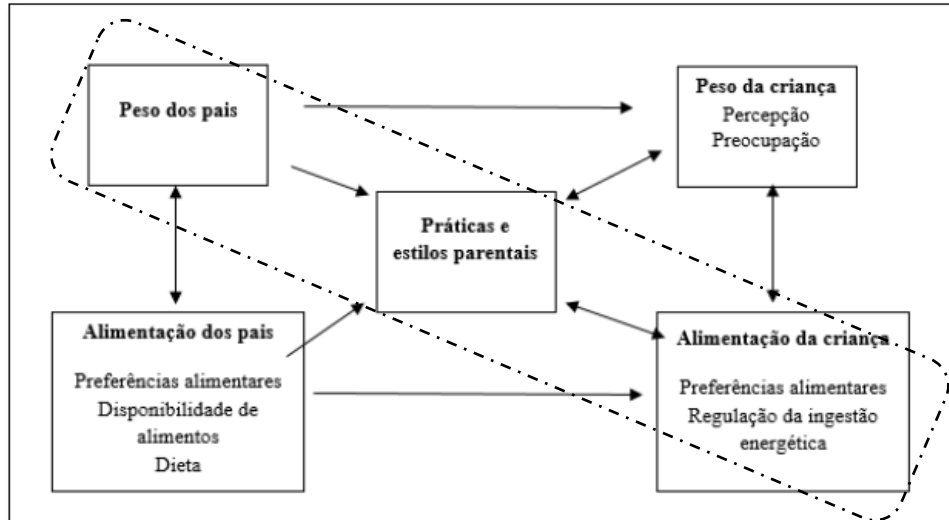 Peso dos pais
Peso da criança
Percepção
Preocupação
Práticas e
estilos parentais
Alimentação dos pais
Preferências alimentares
Disponibilidade de
alimentos
Dieta
Alimentação da criança
Preferências alimentares
Regulação da ingestão
energética